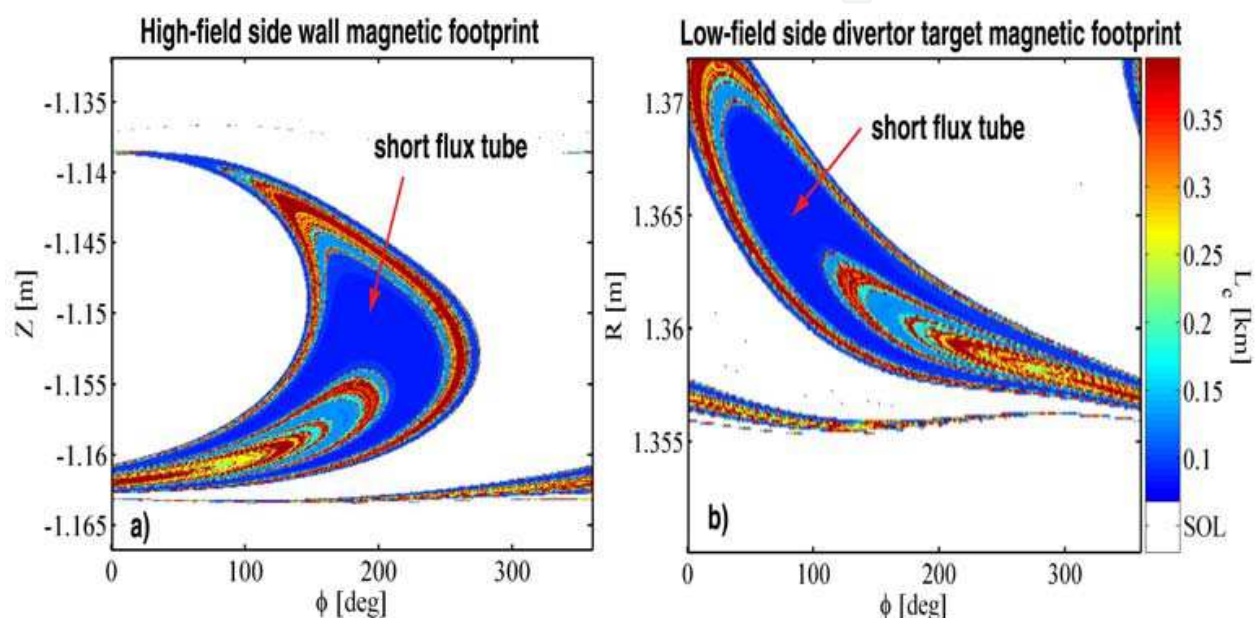 High-field side wall magnetic footprint
-1.135
-1.14
-1.145
-1.15
-1.155
-1.16
-1.165
Z [m]
short flux tube
a)
0 100 200 300
ϕ [deg]
Low-field side divertor target magnetic footprint
1.37
1.365
1.36
1.355
R [m]
short flux tube
b)
0 100 200 300
ϕ [deg]
0.35
0.3
0.25
0.2
0.15
0.1
SOL
L_c [km]